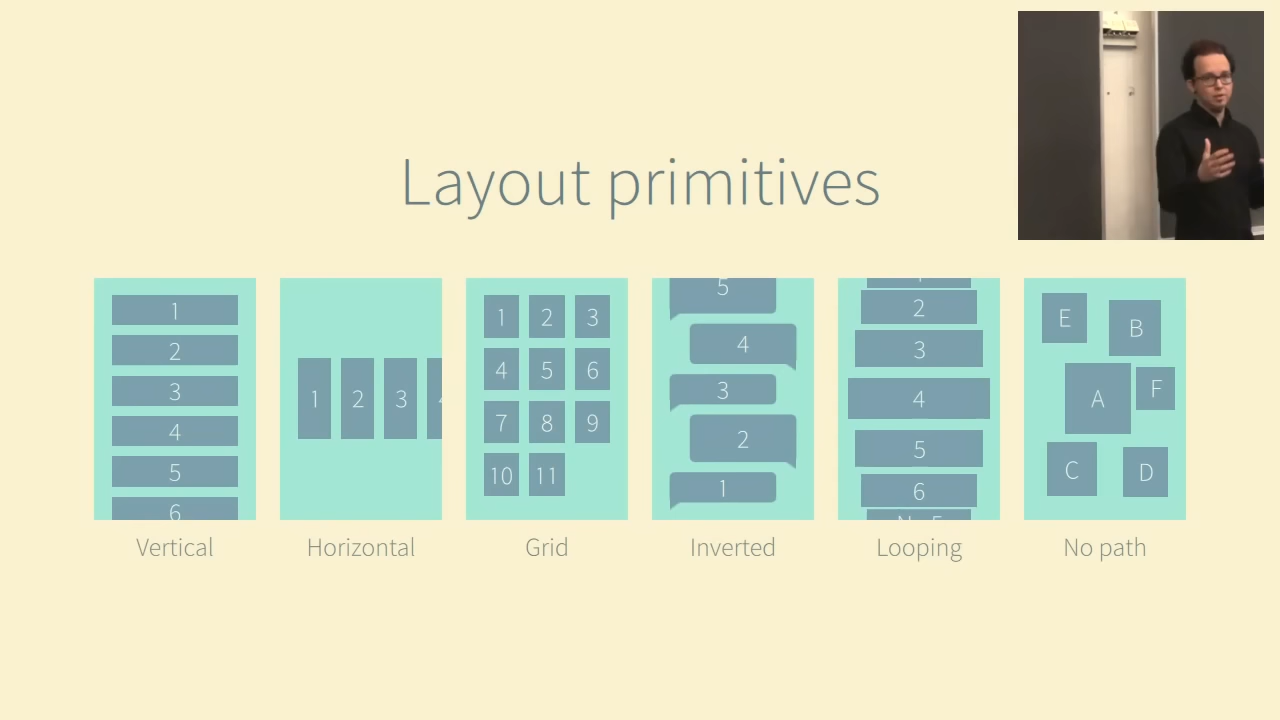 Layout primitives
1
2
3
4
5
6
Vertical
1 2 3
Horizontal
1 2 3
4 5 6
7 8 9
10 11
Grid
5
4
3
2
1
Inverted
2
3
4
5
6
Looping
E B
A F
C D
No path